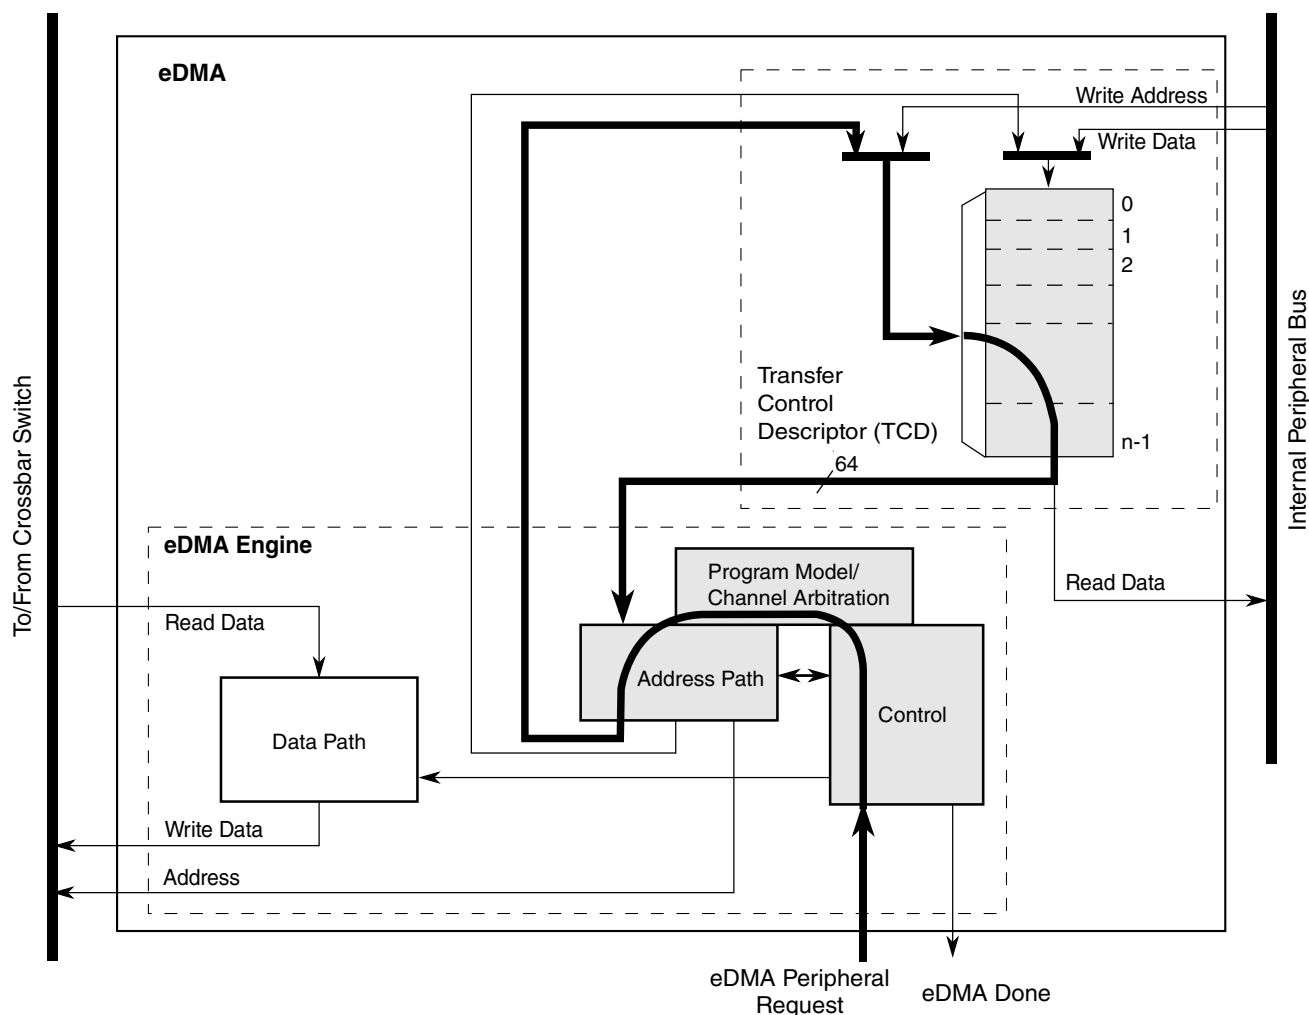 eDMA
Write Address
Write Data
0
1
2
n-1
Transfer
Control
Descriptor (TCD)
64
To/From Crossbar Switch
Internal Peripheral Bus
eDMA Engine
Program Model/
Channel Arbitration
Read Data
Read Data
Address Path
Control
Data Path
Write Data
Address
eDMA Peripheral
Request
eDMA Done